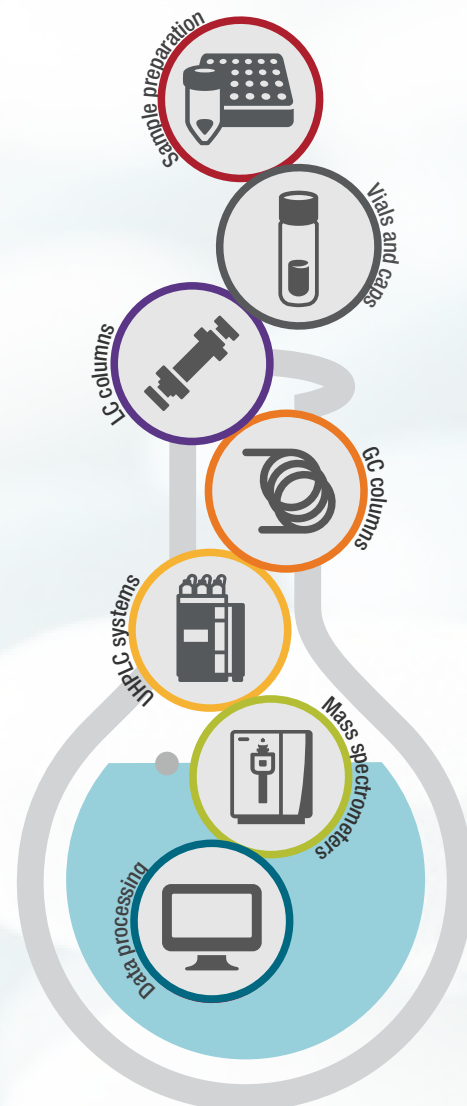 Sample preparation
Vials and caps
LC columns
GC columns
UHPLC systems
Mass spectrometers
Data processing